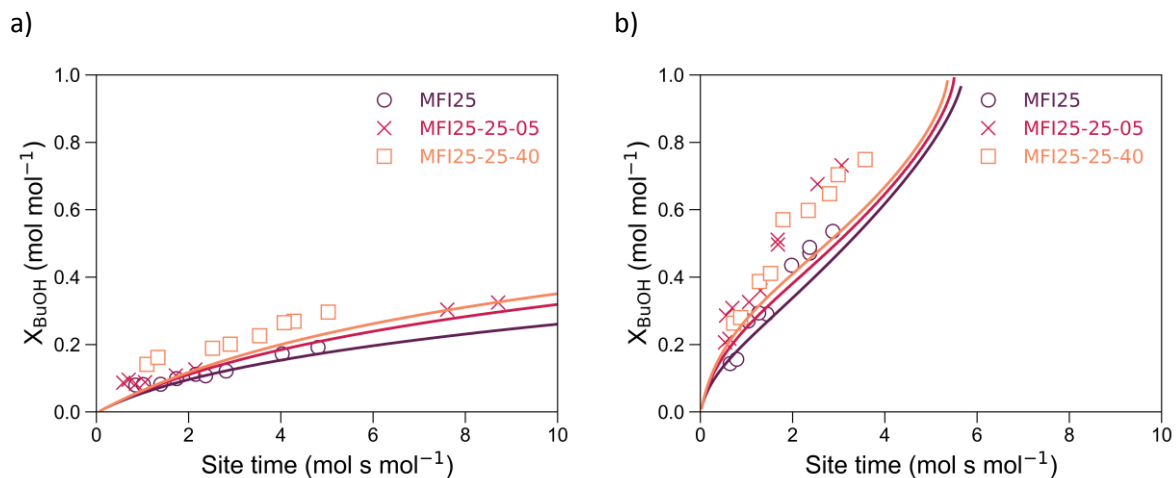 a)
1.0
0.8
0.6
0.4
0.2
0.0
X_BuOH (mol mol⁻¹)
MFI25
MFI25-25-05
MFI25-25-40
0 2 4 6 8 10
Site time (mol s mol⁻¹)
b)
1.0
0.8
0.6
0.4
0.2
0.0
X_BuOH (mol mol⁻¹)
MFI25
MFI25-25-05
MFI25-25-40
0 2 4 6 8 10
Site time (mol s mol⁻¹)